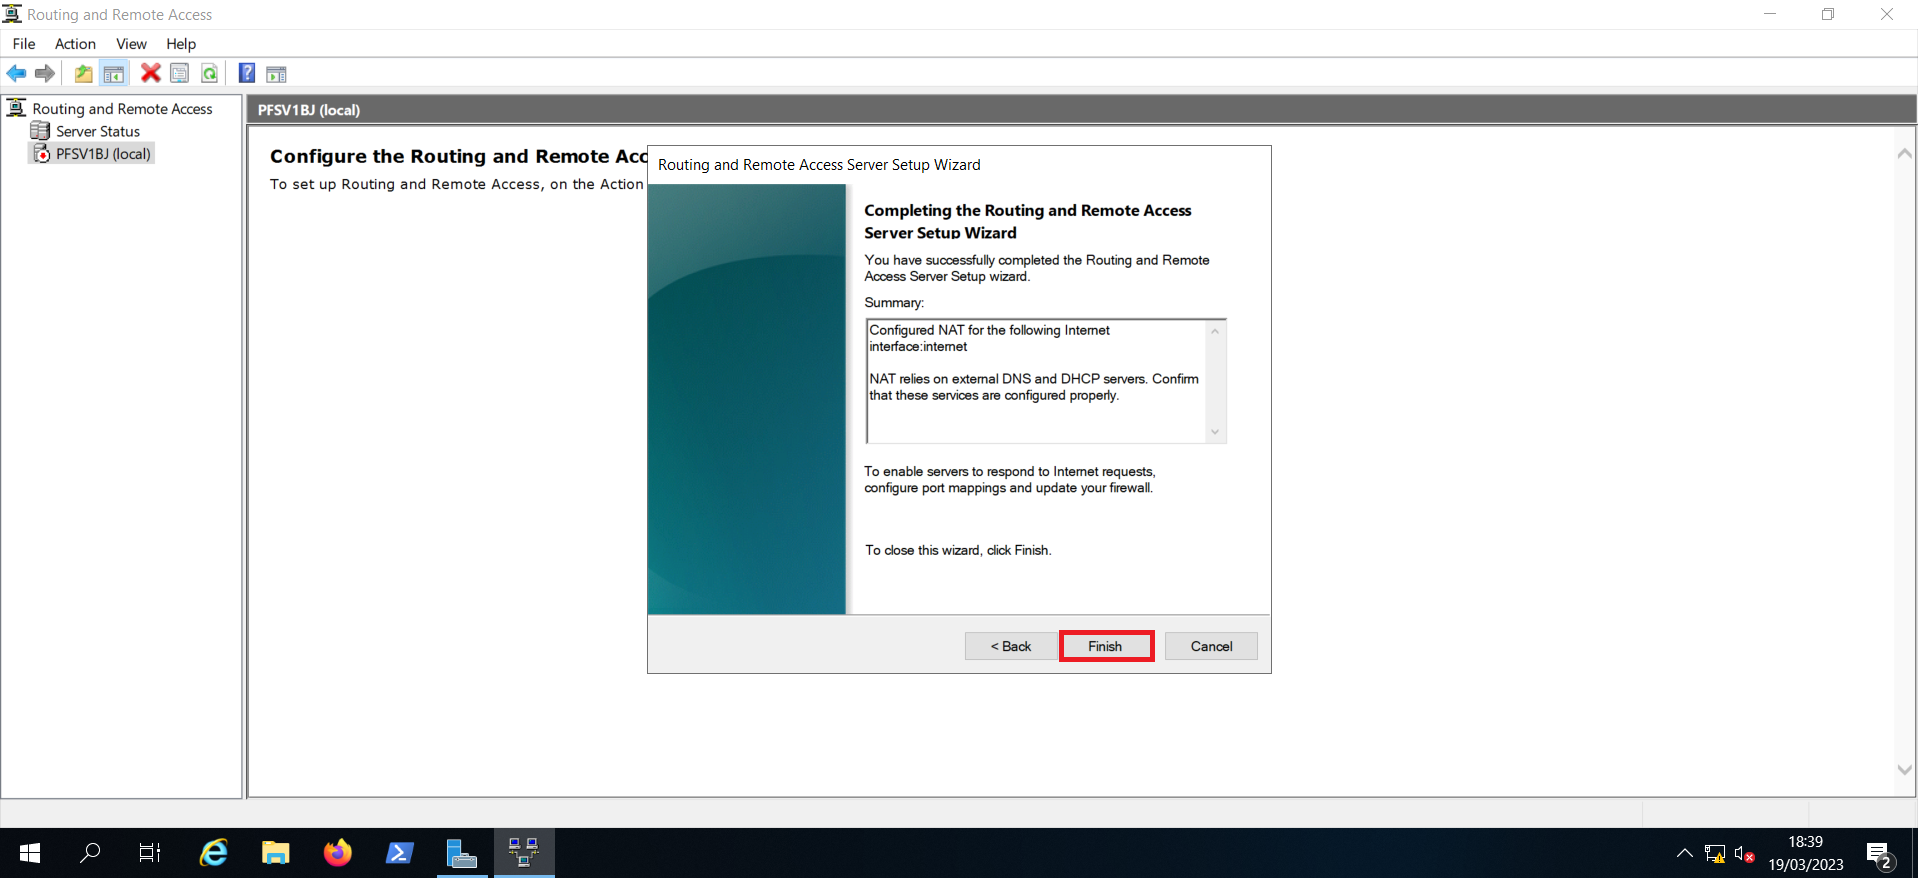 Routing and Remote Access
File Action View Help
Routing and Remote Access
Server Status
PFSV1BJ (local)
PFSV1BJ (local)
Configure the Routing and Remote Acc
To set up Routing and Remote Access, on the Action
Routing and Remote Access Server Setup Wizard
Completing the Routing and Remote Access
Server Setup Wizard
You have successfully completed the Routing and Remote
Access Server Setup wizard.
Summary:
Configured NAT for the following Internet
interface:internet
NAT relies on external DNS and DHCP servers. Confirm
that these services are configured properly.
To enable servers to respond to Internet requests,
configure port mappings and update your firewall.
To close this wizard, click Finish.
< Back Finish Cancel
18:39
19/03/2023
2